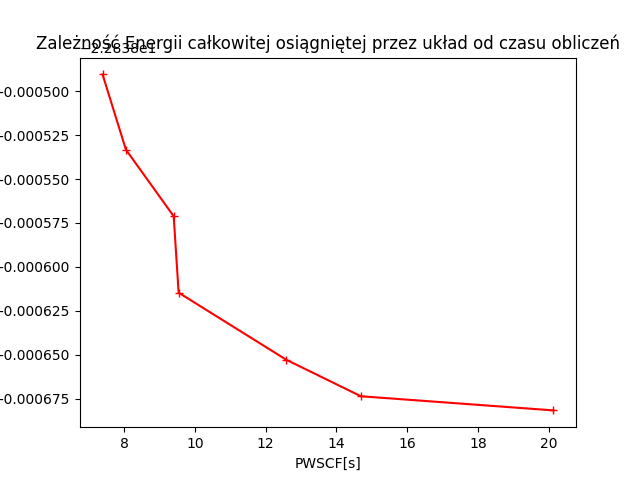 Zależność Energii całkowitej osiągniętej przez układ od czasu obliczeń
−2.2838e1
-0.000500
-0.000525
-0.000550
-0.000575
-0.000600
-0.000625
-0.000650
-0.000675
8 10 12 14 16 18 20
PWSCF[s]